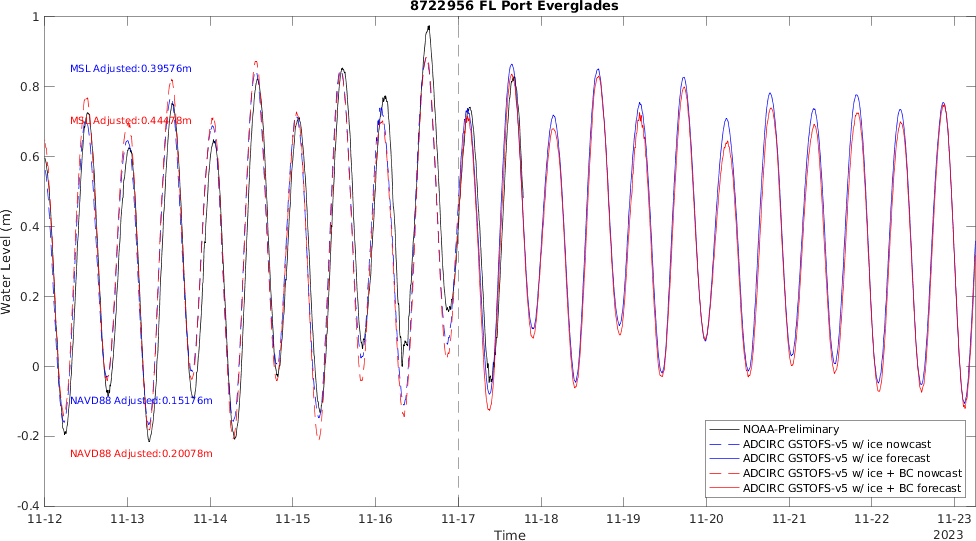 8722956 FL Port Everglades
Water Level (m)
1
0.8
0.6
0.4
0.2
0
-0.2
-0.4
MSL Adjusted:0.39576m
MSL Adjusted:0.44478m
NAVD88 Adjusted:0.15176m
NAVD88 Adjusted:0.20078m
NOAA-Preliminary
ADCIRC GSTOFS-v5 w/ ice nowcast
ADCIRC GSTOFS-v5 w/ ice forecast
ADCIRC GSTOFS-v5 w/ ice + BC nowcast
ADCIRC GSTOFS-v5 w/ ice + BC forecast
11-12 11-13 11-14 11-15 11-16 11-17 11-18 11-19 11-20 11-21 11-22 11-23
Time
2023